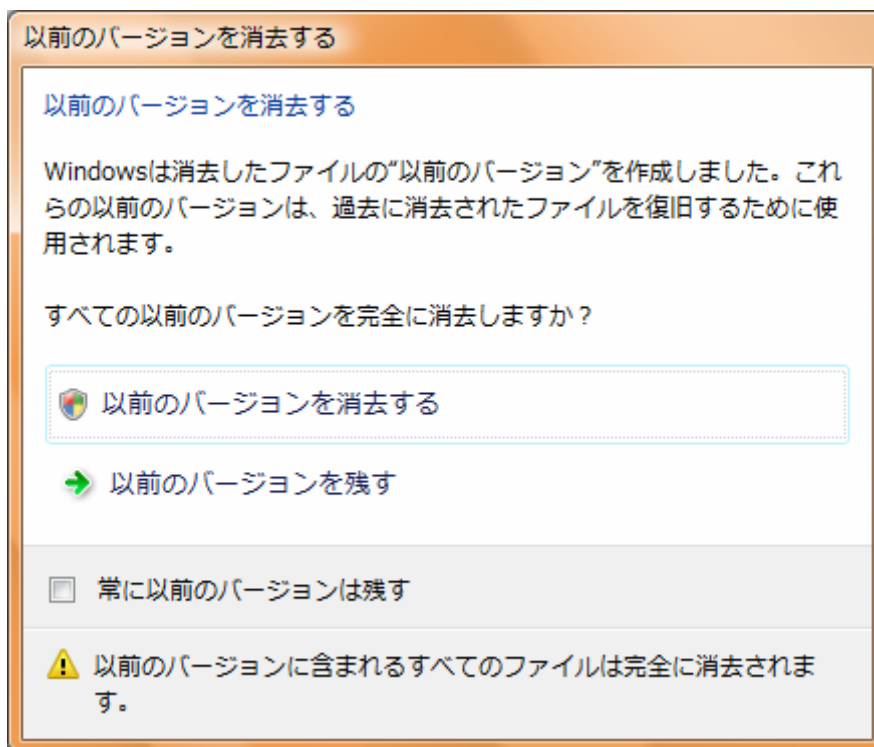 以前のバージョンを消去する
以前のバージョンを消去する
Windowsは消去したファイルの“以前のバージョン”を作成しました。これ
らの以前のバージョンは、過去に消去されたファイルを復旧するために使
用されます。
すべての以前のバージョンを完全に消去しますか？
以前のバージョンを消去する
以前のバージョンを残す
常に以前のバージョンは残す
以前のバージョンに含まれるすべてのファイルは完全に消去されま
す。